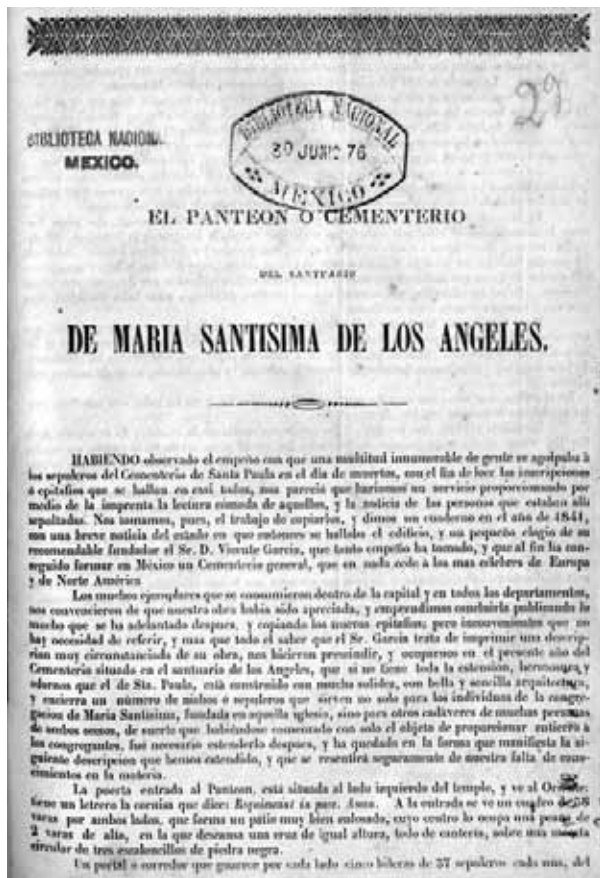 29
BIBLIOTECA NACIONAL
MEXICO.
BIBLIOTECA NACIONAL
30 JUNIO 76
MEXICO
EL PANTEON O CEMENTERIO
DEL SANTUARIO
DE MARIA SANTISIMA DE LOS ANGELES.
HABIENDO observado el empeño con que una multitud innumerable de gente se agolpaba à
los sepulcros del Cementerio de Santa Paula en el dia de muertos, con el fin de leer las inscripciones
ó epitafios que se hallan en casi todos, nos pareció que hariamos un servicio proporcionando por
medio de la imprenta la lectura cómoda de aquellos, y la noticia de las personas que estaban allí
sepultadas. Nos tomamos, pues, el trabajo de copiarlos, y dimos un cuaderno en el año de 1841,
con una breve noticia del estado en que entonces se hallaba el edificio, y un pequeño elogio de su
recomendable fundador el Sr. D. Vicente Garcia, que tanto empeño ha tomado, y que al fin ha con-
seguido formar en México un Cementerio general, que en nada cede à los mas célebres de Europa
y de Norte América
Los muchos ejemplares que se consumieron dentro de la capital y en todos los departamentos,
nos convencieron de que nuestra obra habia sido apreciada, y emprendimos concluirla publicando lo
mucho que se ha adelantado despues, y copiando los nuevos epitafios; pero inconvenientes que no
hay necesidad de referir, y mas que todo el saber que el Sr. Garcia trata de imprimir una descrip-
cion muy circunstanciada de su obra, nos hicieron prescindir, y ocuparnos en el presente año del
Cementerio situado en el santuario de los Angeles, que si no tiene toda la estension, hermosura y
adornos que el de Sta. Paula, está construido con mucha solidez, con bella y sencilla arquitectura,
y encierra un número de nichos ó sepulcros que sirven no solo para los individuos de la congre-
gacion de Maria Santisima, fundada en aquella iglesia, sino para otros cadáveres de muchas personas
de ambos sexos, de suerte que habiéndose comenzado con solo el objeto de proporcionar entierro à
los congregantes, fué necesario estenderlo despues, y ha quedado en la forma que manifiesta la si-
guiente descripcion que hemos estendido, y que se resentirá seguramente de nuestra falta de cono-
cimientos en la materia.
La puerta entrada al Panteon, está situada al lado izquierdo del templo, y ve al Oriente:
tiene un letrero la cornisa que dice: Requiescant in pace. Amen. A la entrada se ve un cuadro de 58
varas por ambos lados, que forma un patio muy bien enlosado, cuyo centro lo ocupa una peana de
2 varas de alto, en la que descansa una cruz de igual altura, todo de canteria, sobre una meseta
circular de tres escaloncillos de piedra negra.
Un portal ó corredor que guarece por cada lado cinco hileras de 37 sepulcros cada una, del